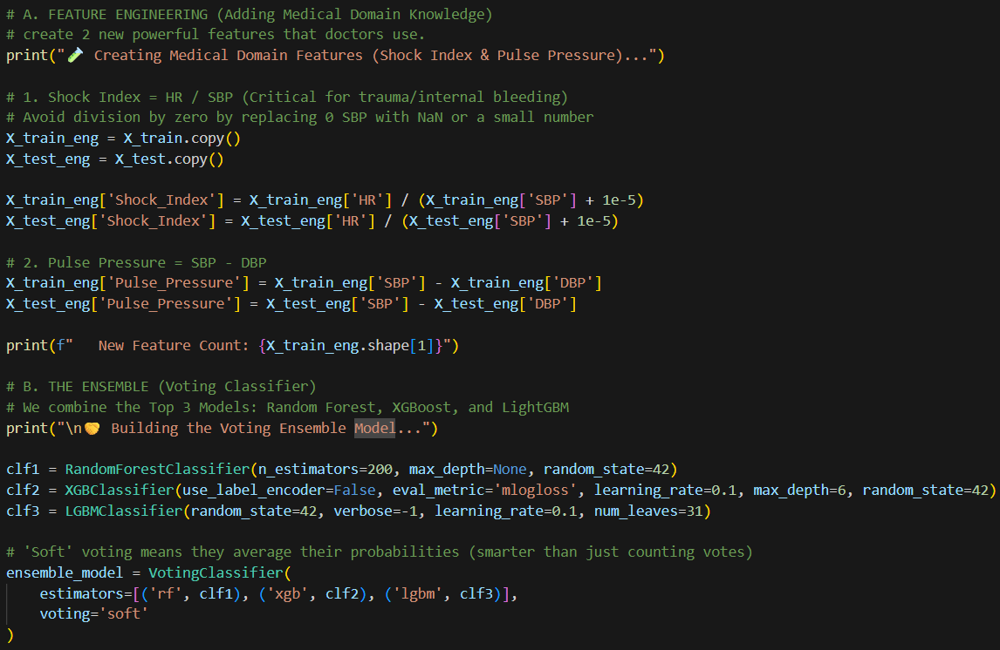 # A. FEATURE ENGINEERING (Adding Medical Domain Knowledge)
# create 2 new powerful features that doctors use.
print("🧪 Creating Medical Domain Features (Shock Index & Pulse Pressure)...")
# 1. Shock Index = HR / SBP (Critical for trauma/internal bleeding)
# Avoid division by zero by replacing 0 SBP with NaN or a small number
X_train_eng = X_train.copy()
X_test_eng = X_test.copy()
X_train_eng['Shock_Index'] = X_train_eng['HR'] / (X_train_eng['SBP'] + 1e-5)
X_test_eng['Shock_Index'] = X_test_eng['HR'] / (X_test_eng['SBP'] + 1e-5)
# 2. Pulse Pressure = SBP - DBP
X_train_eng['Pulse_Pressure'] = X_train_eng['SBP'] - X_train_eng['DBP']
X_test_eng['Pulse_Pressure'] = X_test_eng['SBP'] - X_test_eng['DBP']
print(f"   New Feature Count: {X_train_eng.shape[1]}")
# B. THE ENSEMBLE (Voting Classifier)
# We combine the Top 3 Models: Random Forest, XGBoost, and LightGBM
print("\n🤝 Building the Voting Ensemble Model...")
clf1 = RandomForestClassifier(n_estimators=200, max_depth=None, random_state=42)
clf2 = XGBClassifier(use_label_encoder=False, eval_metric='mlogloss', learning_rate=0.1, max_depth=6, random_state=42)
clf3 = LGBMClassifier(random_state=42, verbose=-1, learning_rate=0.1, num_leaves=31)
# 'Soft' voting means they average their probabilities (smarter than just counting votes)
ensemble_model = VotingClassifier(
    estimators=[('rf', clf1), ('xgb', clf2), ('lgbm', clf3)],
    voting='soft'
)